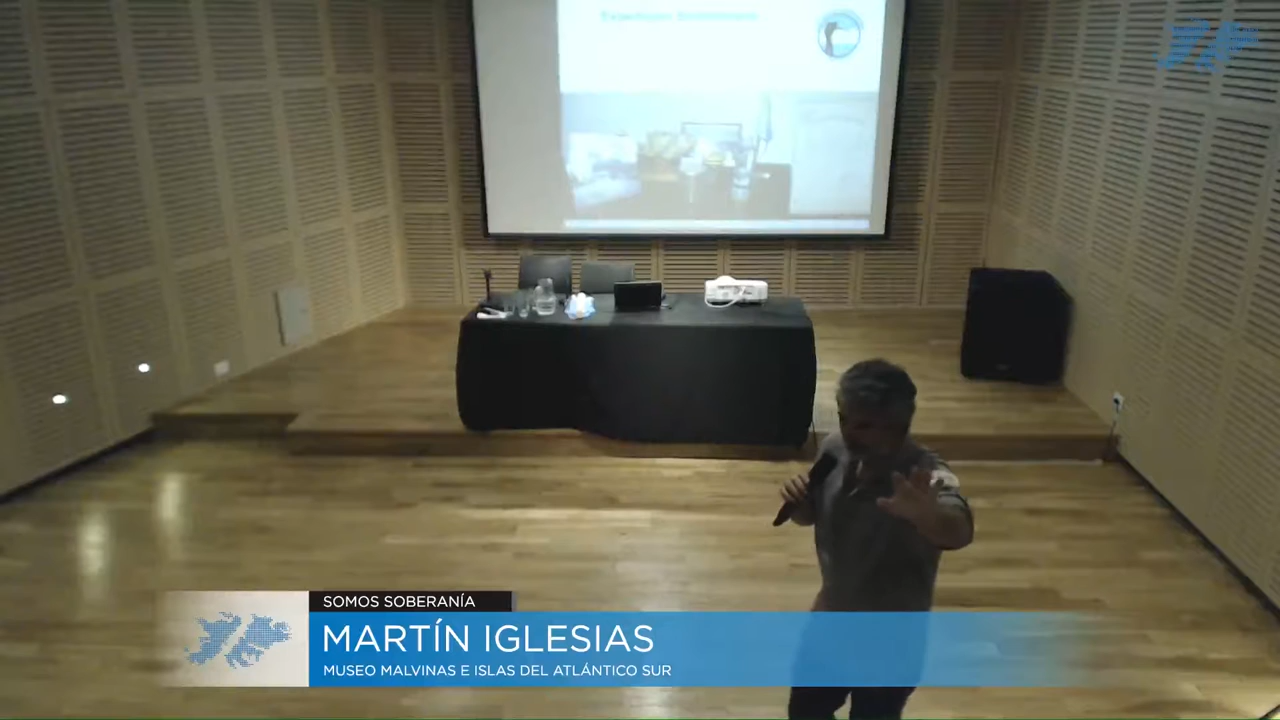 SOMOS SOBERANÍA
MARTÍN IGLESIAS
MUSEO MALVINAS E ISLAS DEL ATLÁNTICO SUR